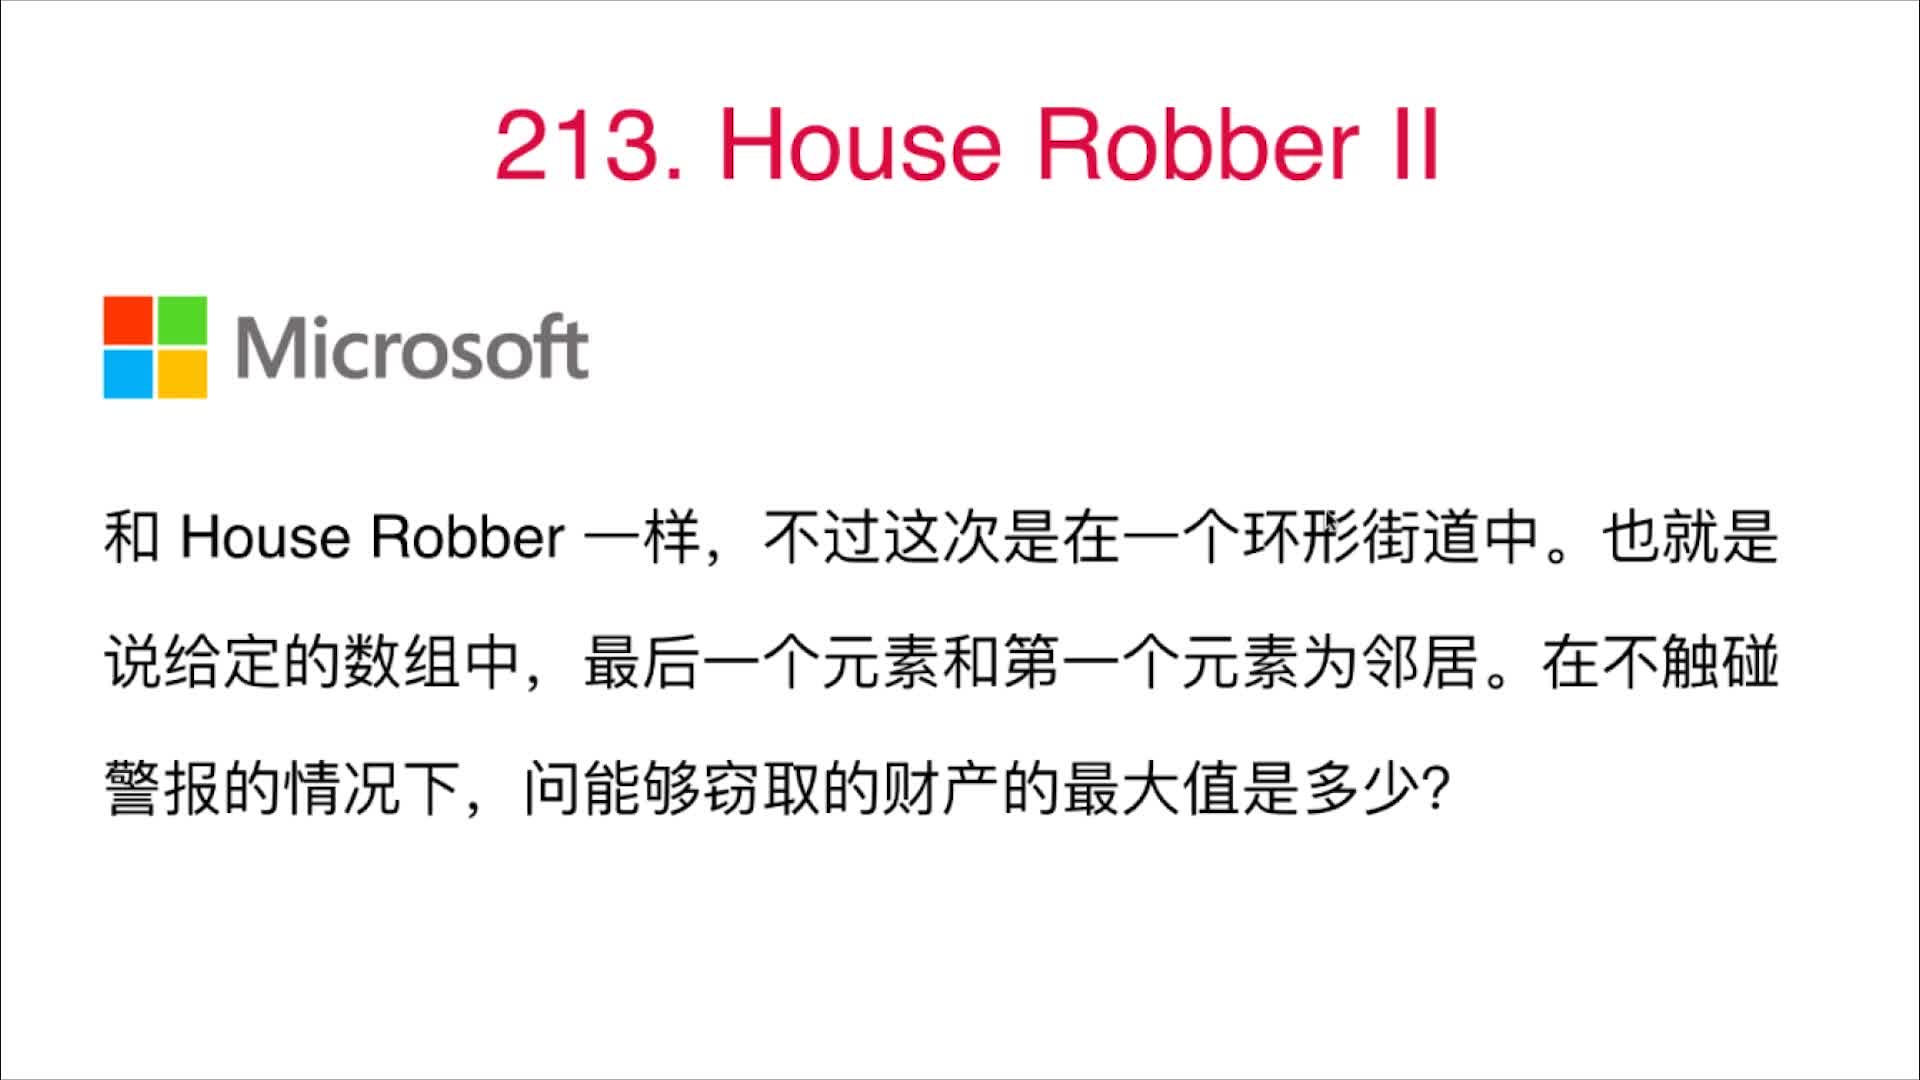 213. House Robber II
Microsoft
和 House Robber 一样，不过这次是在一个环形街道中。也就是
说给定的数组中，最后一个元素和第一个元素为邻居。在不触碰
警报的情况下，问能够窃取的财产的最大值是多少？